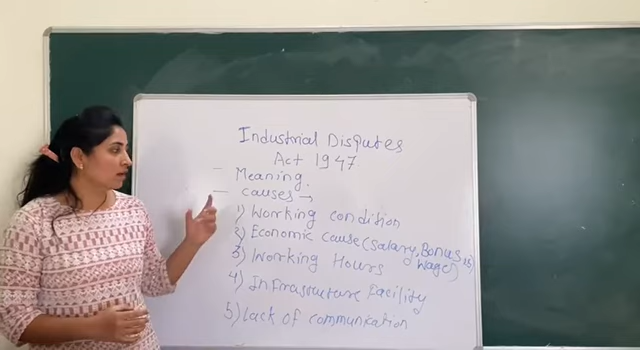 Industrial Disputes
Act 1947.
— Meaning.
— causes →
1) Working condition
2) Economic cause (Salary, Bonus
Wage)
3) Working Hours
4) Infrastructure Facility
5) Lack of communication